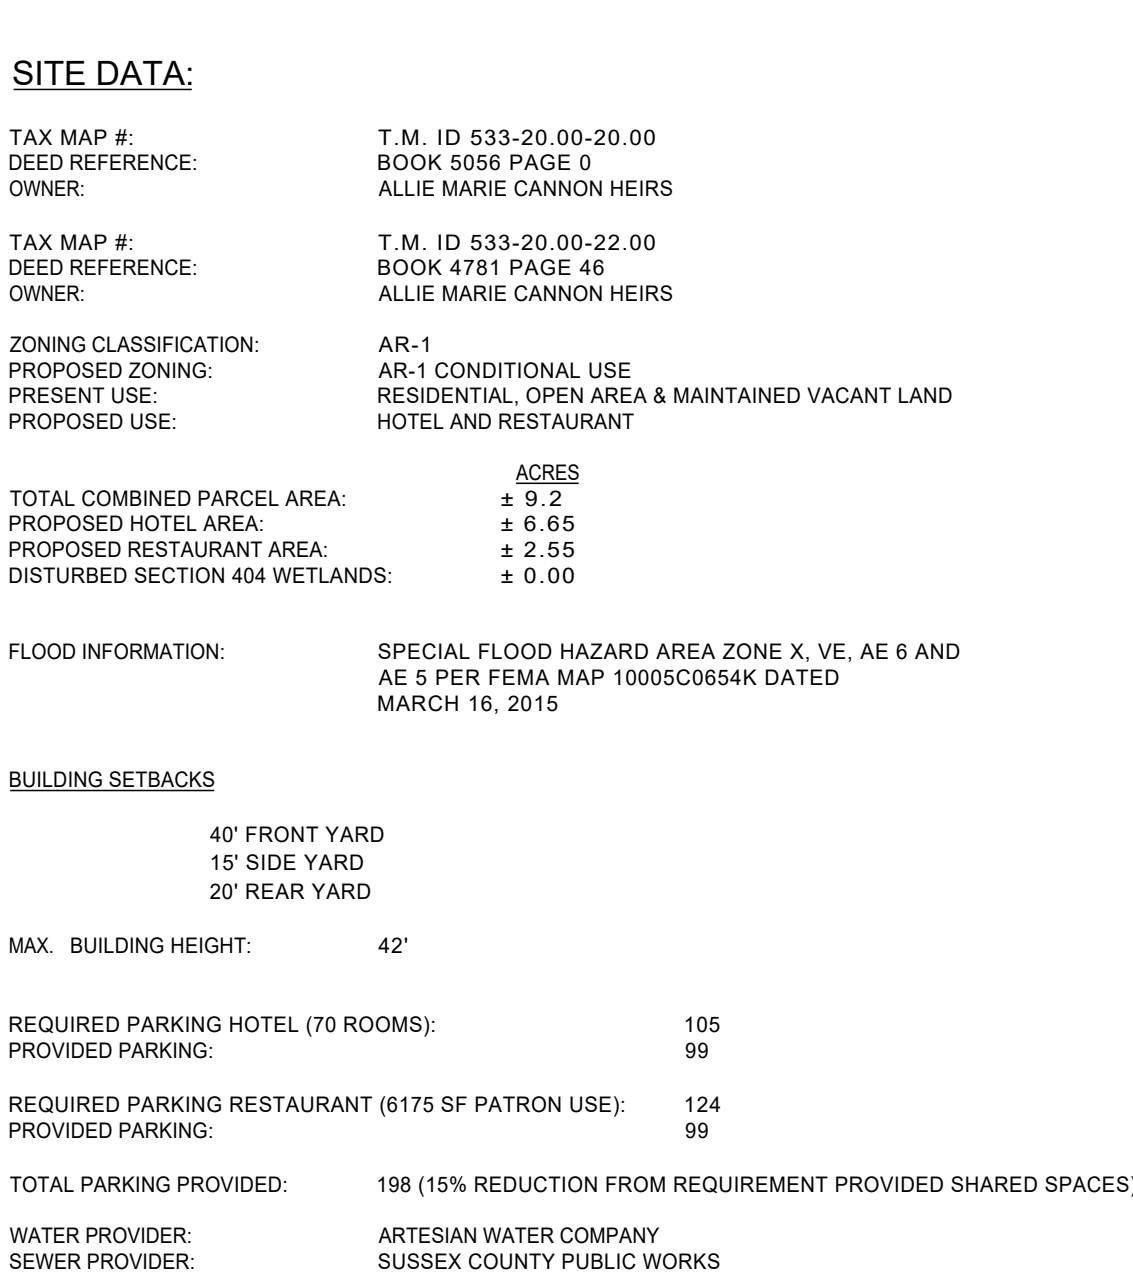 SITE DATA:
TAX MAP #: T.M. ID 533-20.00-20.00
DEED REFERENCE: BOOK 5056 PAGE 0
OWNER: ALLIE MARIE CANNON HEIRS
TAX MAP #: T.M. ID 533-20.00-22.00
DEED REFERENCE: BOOK 4781 PAGE 46
OWNER: ALLIE MARIE CANNON HEIRS
ZONING CLASSIFICATION: AR-1
PROPOSED ZONING: AR-1 CONDITIONAL USE
PRESENT USE: RESIDENTIAL, OPEN AREA & MAINTAINED VACANT LAND
PROPOSED USE: HOTEL AND RESTAURANT
ACRES
TOTAL COMBINED PARCEL AREA: ± 9.2
PROPOSED HOTEL AREA: ± 6.65
PROPOSED RESTAURANT AREA: ± 2.55
DISTURBED SECTION 404 WETLANDS: ± 0.00
FLOOD INFORMATION: SPECIAL FLOOD HAZARD AREA ZONE X, VE, AE 6 AND
AE 5 PER FEMA MAP 10005C0654K DATED
MARCH 16, 2015
BUILDING SETBACKS
40' FRONT YARD
15' SIDE YARD
20' REAR YARD
MAX. BUILDING HEIGHT: 42'
REQUIRED PARKING HOTEL (70 ROOMS): 105
PROVIDED PARKING: 99
REQUIRED PARKING RESTAURANT (6175 SF PATRON USE): 124
PROVIDED PARKING: 99
TOTAL PARKING PROVIDED: 198 (15% REDUCTION FROM REQUIREMENT PROVIDED SHARED SPACES)
WATER PROVIDER: ARTESIAN WATER COMPANY
SEWER PROVIDER: SUSSEX COUNTY PUBLIC WORKS